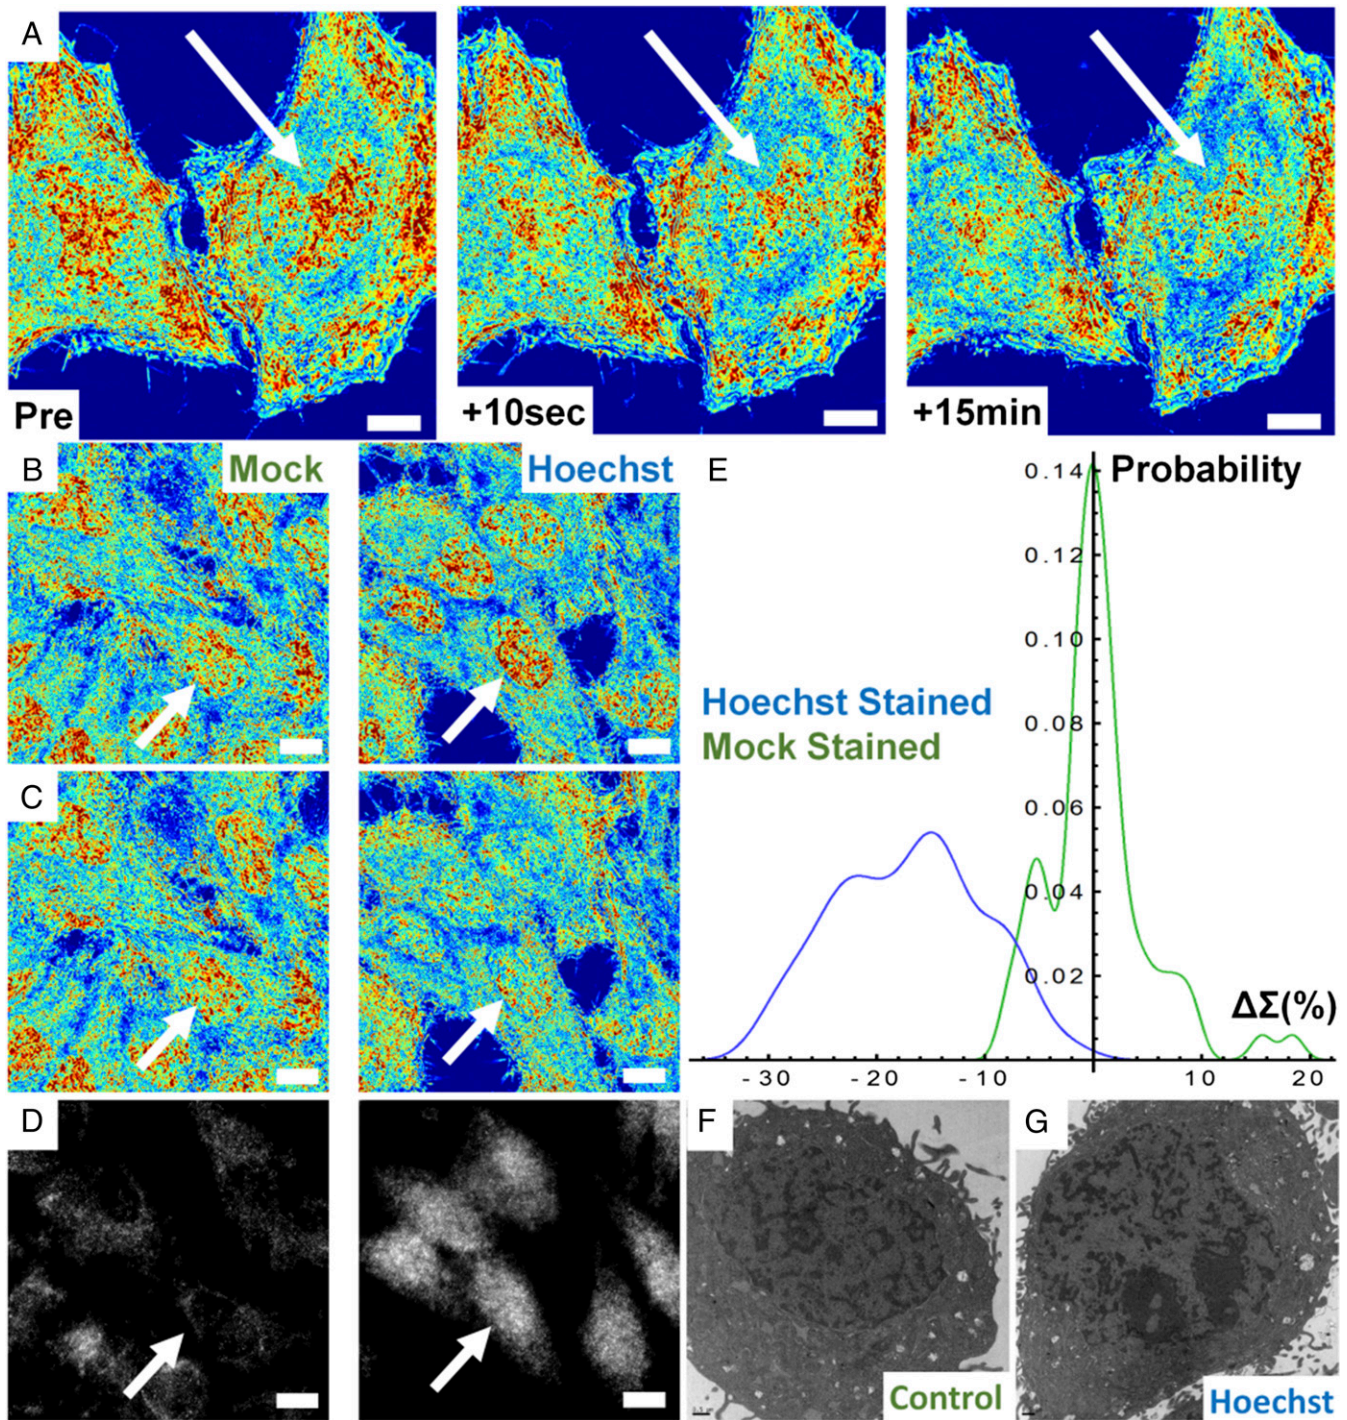 A
Pre
+10sec
+15min
B
Mock
Hoechst
C
D
E
Probability
0.14
0.12
0.10
0.08
0.06
0.04
0.02
Hoechst Stained
Mock Stained
ΔΣ(%)
-30 -20 -10 10 20
F
Control
G
Hoechst